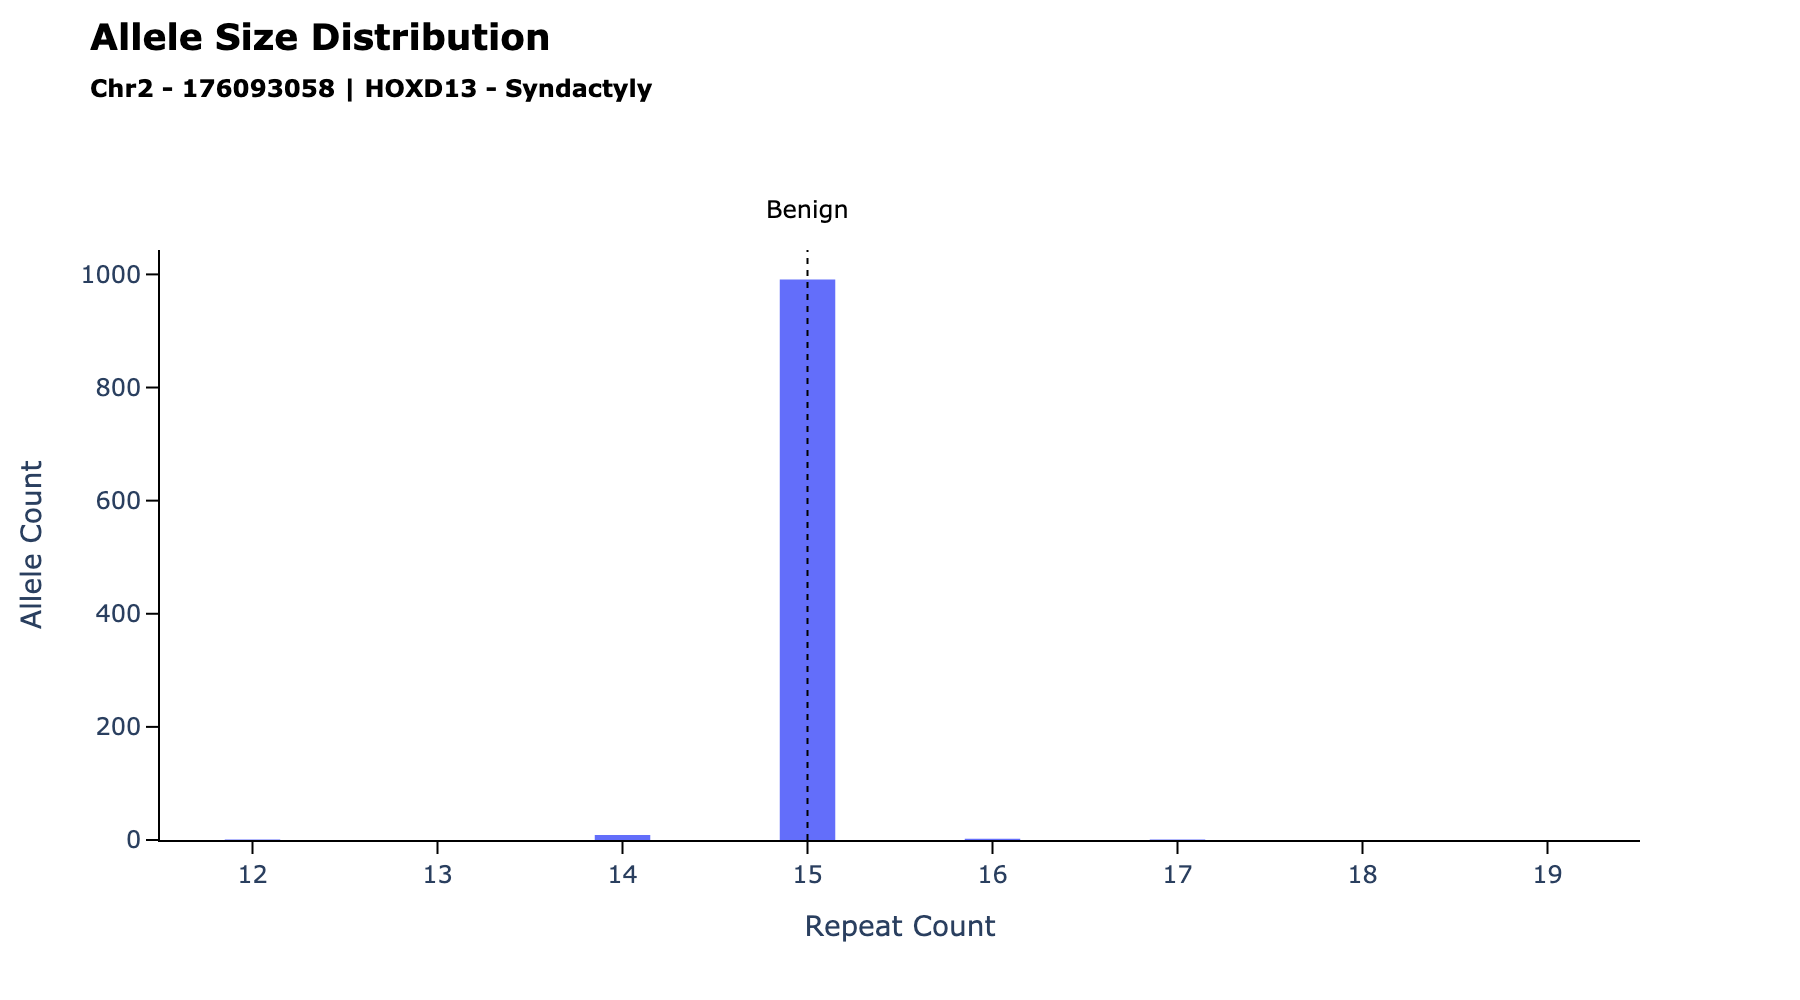 Allele Size Distribution
Chr2 - 176093058 | HOXD13 - Syndactyly
Benign
1000
800
600
400
200
0
Allele Count
12 13 14 15 16 17 18 19
Repeat Count